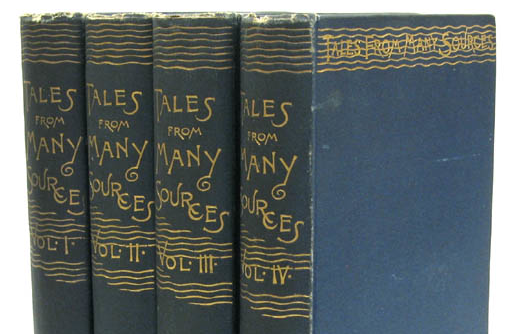 TALES
FROM
MANY
SOURCES
VOL·I·
TALES
FROM
MANY
SOURCES
VOL·II·
TALES
FROM
MANY
SOURCES
VOL·III·
TALES
FROM
MANY
SOURCES
VOL·IV·
TALES FROM MANY SOURCES